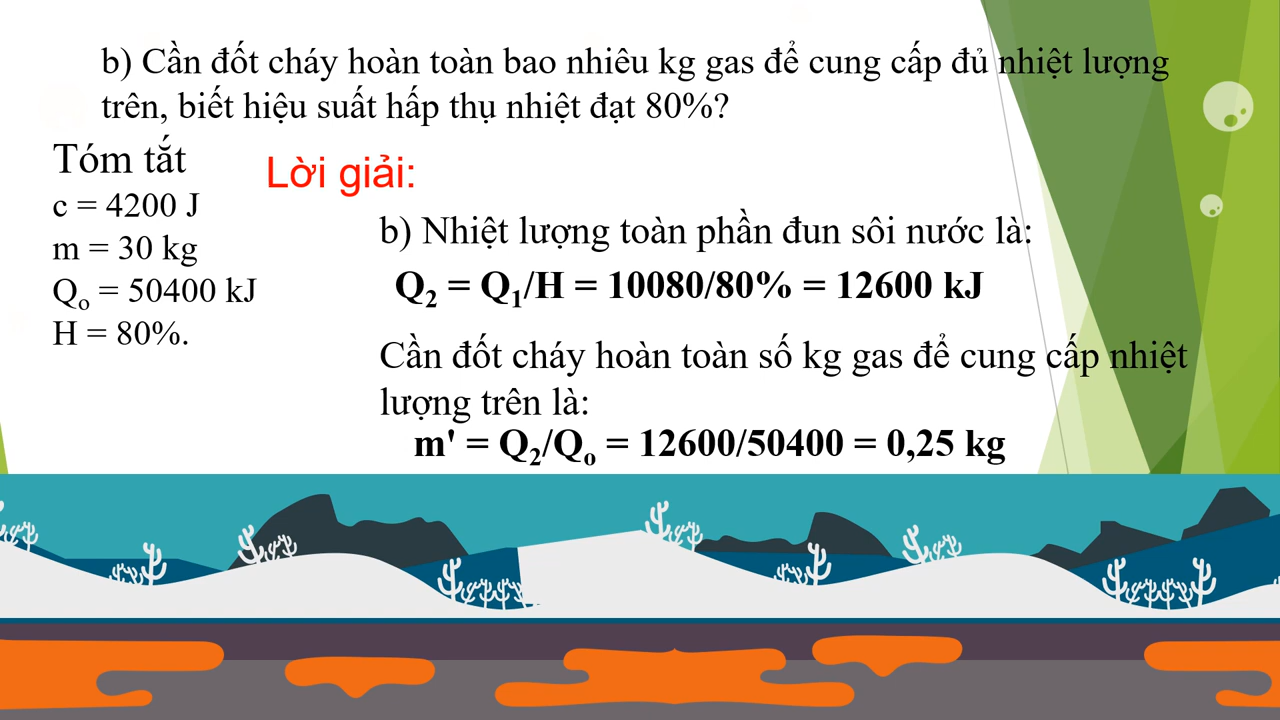 b) Cần đốt cháy hoàn toàn bao nhiêu kg gas để cung cấp đủ nhiệt lượng
trên, biết hiệu suất hấp thụ nhiệt đạt 80%?
Tóm tắt
c = 4200 J
m = 30 kg
Qₒ = 50400 kJ
H = 80%.
Lời giải:
b) Nhiệt lượng toàn phần đun sôi nước là:
Q₂ = Q₁/H = 10080/80% = 12600 kJ
Cần đốt cháy hoàn toàn số kg gas để cung cấp nhiệt
lượng trên là:
m' = Q₂/Qₒ = 12600/50400 = 0,25 kg